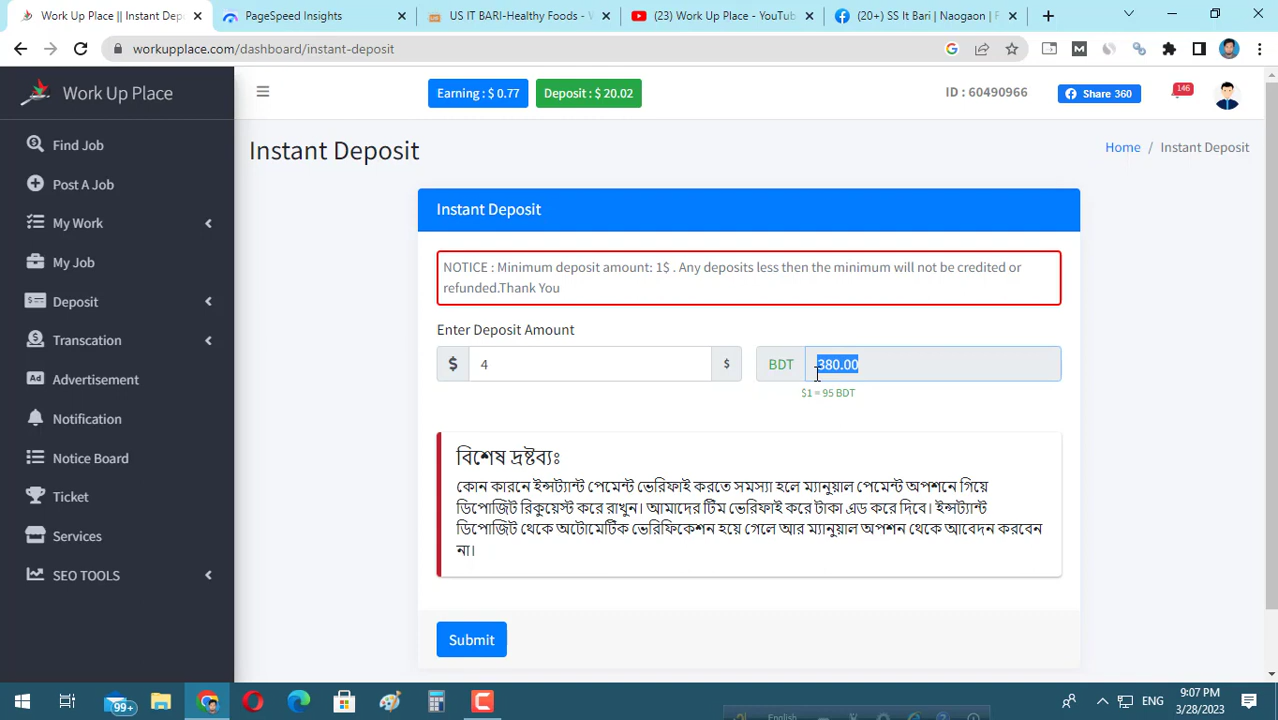 Work Up Place || Instant Depo
PageSpeed Insights
US IT BARI-Healthy Foods - W
(23) Work Up Place - YouTube
(20+) SS It Bari | Naogaon | F
workupplace.com/dashboard/instant-deposit
Work Up Place
Earning : $ 0.77
Deposit : $ 20.02
ID : 60490966
Share 360
146
Find Job
Post A Job
My Work
My Job
Deposit
Transcation
Advertisement
Notification
Notice Board
Ticket
Services
SEO TOOLS
Instant Deposit
Home / Instant Deposit
Instant Deposit
NOTICE : Minimum deposit amount: 1$ . Any deposits less then the minimum will not be credited or
refunded.Thank You
Enter Deposit Amount
$ 4 $
BDT 380.00
$1 = 95 BDT
বিশেষ দ্রষ্টব্যঃ
কোন কারনে ইন্সট্যান্ট পেমেন্ট ভেরিফাই করতে সমস্যা হলে ম্যানুয়াল পেমেন্ট অপশনে গিয়ে
ডিপোজিট রিকুয়েস্ট করে রাখুন। আমাদের টিম ভেরিফাই করে টাকা এড করে দিবে। ইন্সট্যান্ট
ডিপোজিট থেকে অটোমেটিক ভেরিফিকেশন হয়ে গেলে আর ম্যানুয়াল অপশন থেকে আবেদন করবেন
না।
Submit
99+
ENG
9:07 PM
3/28/2023
English